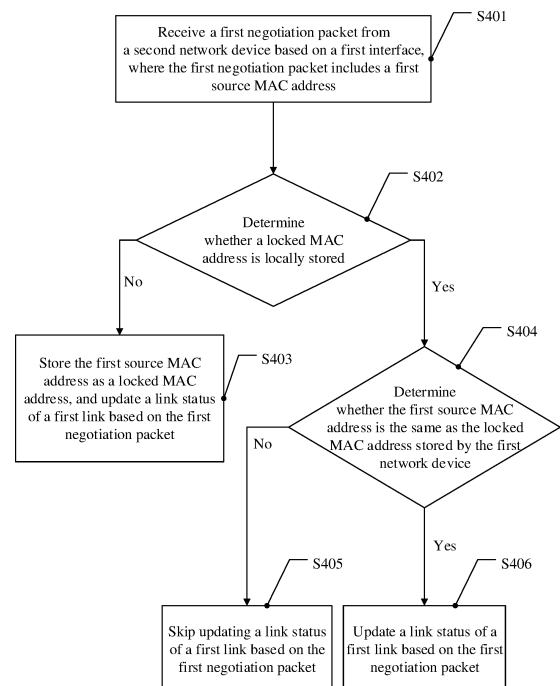 Receive a first negotiation packet from
a second network device based on a first interface,
where the first negotiation packet includes a first
source MAC address
S401
S402
Determine
whether a locked MAC
address is locally stored
No
Yes
Store the first source MAC
address as a locked MAC
address, and update a link status
of a first link based on the first
negotiation packet
S403
S404
Determine
whether the first source MAC
address is the same as the locked
MAC address stored by the first
network device
No
Yes
S405
S406
Skip updating a link status
of a first link based on the
first negotiation packet
Update a link status of a
first link based on the first
negotiation packet